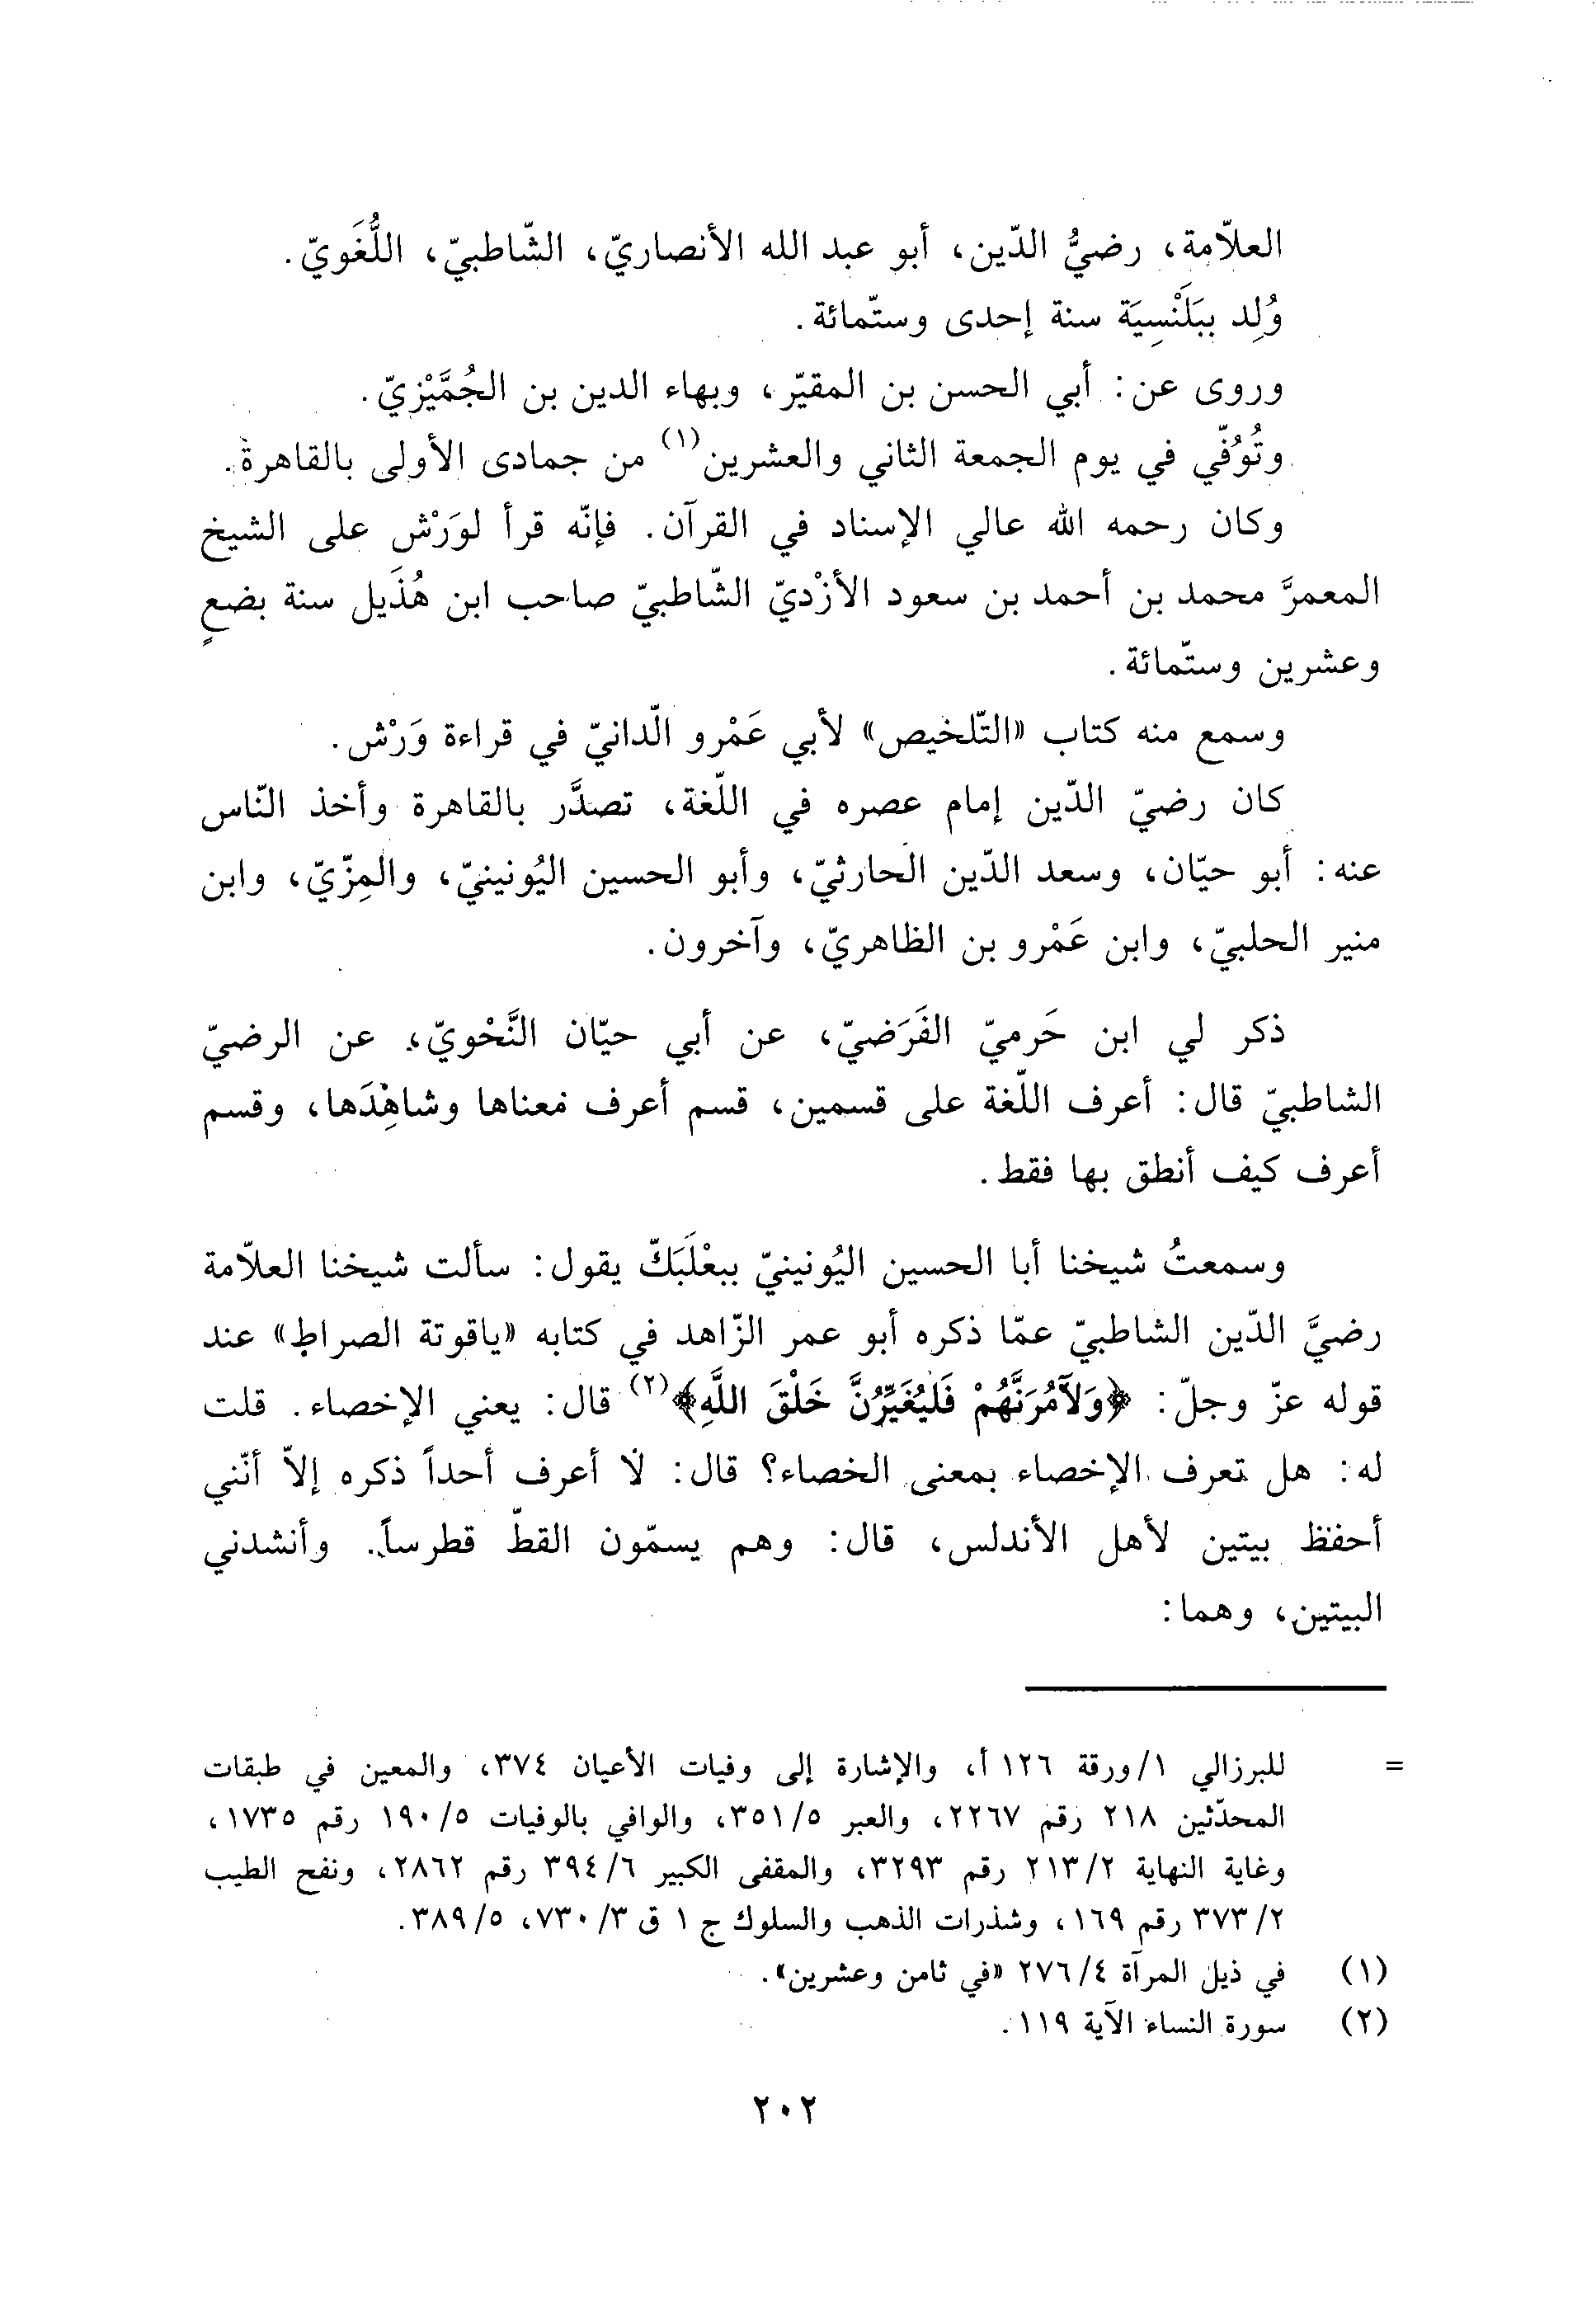 العلاّمة، رضيُّ الدّين، أبو عبد الله الأنصاريّ، الشّاطبيّ، اللُّغَويّ.
وُلِد ببَلَنْسِيَة سنة إحدى وستّمائة.
وروى عن: أبي الحسن بن المقيّر، وبهاء الدين بن الجُمَّيْزيّ.
وتُوُفّي في يوم الجمعة الثاني والعشرين(١) من جمادى الأولى بالقاهرة.
وكان رحمه الله عالي الإسناد في القرآن. فإنّه قرأ لوَرْش على الشيخ
المعمرَّ محمد بن أحمد بن سعود الأزْديّ الشّاطبيّ صاحب ابن هُذَيل سنة بضعٍ
وعشرين وستّمائة.
وسمع منه كتاب «التّلخيص» لأبي عَمْرو الّدانيّ في قراءة وَرْش.
كان رضيّ الدّين إمام عصره في اللّغة، تصدَّر بالقاهرة وأخذ النّاس
عنه: أبو حيّان، وسعد الدّين الحارثيّ، وأبو الحسين اليُونينيّ، والمِزّيّ، وابن
منير الحلبيّ، وابن عَمْرو بن الظاهريّ، وآخرون.
ذكر لي ابن حَرميّ الفَرَضيّ، عن أبي حيّان النَّحْويّ، عن الرضيّ
الشاطبيّ قال: أعرف اللّغة على قسمين، قسم أعرف معناها وشاهِدَها، وقسم
أعرف كيف أنطق بها فقط.
وسمعتُ شيخنا أبا الحسين اليُونينيّ ببعْلَبَكّ يقول: سألت شيخنا العلاّمة
رضيَّ الدّين الشاطبيّ عمّا ذكره أبو عمر الزّاهد في كتابه «ياقوتة الصراط» عند
قوله عزّ وجلّ: ﴿وَلآمُرَنَّهُمْ فَلَيُغَيِّرُنَّ خَلْقَ اللَّهِ﴾(٢) قال: يعني الإخصاء. قلت
له: هل تعرف الإخصاء بمعنى الخصاء؟ قال: لا أعرف أحداً ذكره إلاّ أنّني
أحفظ بيتين لأهل الأندلس، قال: وهم يسمّون القطّ قطرساً. وأنشدني
البيتين، وهما:
= للبرزالي ١/ورقة ١٢٦ أ، والإشارة إلى وفيات الأعيان ٣٧٤، والمعين في طبقات
المحدّثين ٢١٨ رقم ٢٢٦٧، والعبر ٣٥١/٥، والوافي بالوفيات ١٩٠/٥ رقم ١٧٣٥،
وغاية النهاية ٢١٣/٢ رقم ٣٢٩٣، والمقفى الكبير ٣٩٤/٦ رقم ٢٨٦٢، ونفح الطيب
٣٧٣/٢ رقم ١٦٩، وشذرات الذهب والسلوك ج ١ ق ٧٣٠/٣، ٣٨٩/٥.
(١) في ذيل المرآة ٢٧٦/٤ «في ثامن وعشرين».
(٢) سورة النساء الآية ١١٩.
٢٠٢